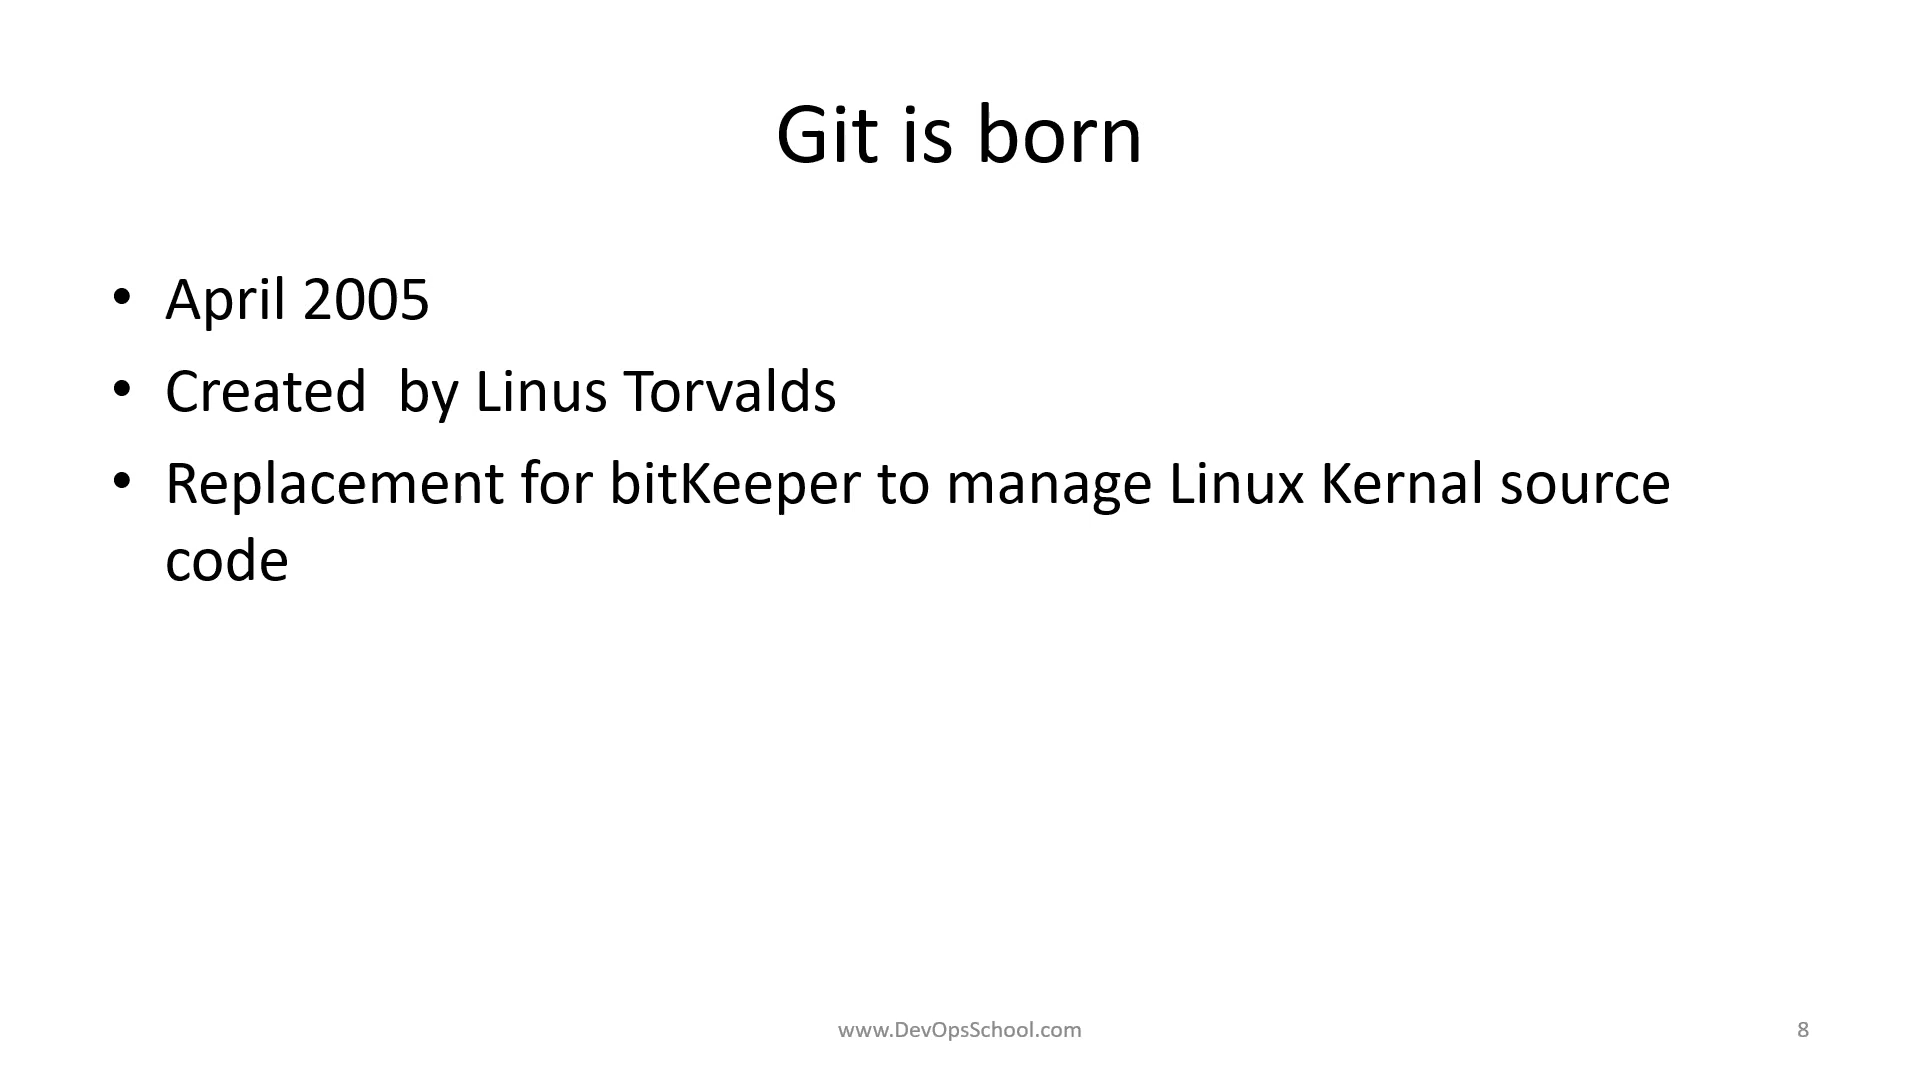 Git is born
• April 2005
• Created  by Linus Torvalds
• Replacement for bitKeeper to manage Linux Kernal source
code
www.DevOpsSchool.com
8